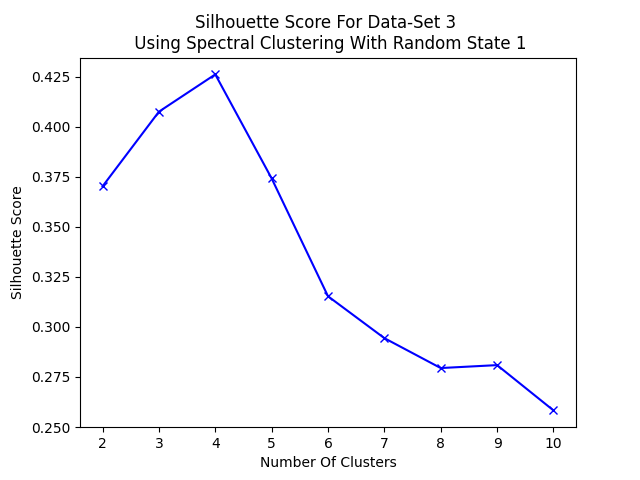 Silhouette Score For Data-Set 3
Using Spectral Clustering With Random State 1
Silhouette Score
0.425
0.400
0.375
0.350
0.325
0.300
0.275
0.250
2 3 4 5 6 7 8 9 10
Number Of Clusters